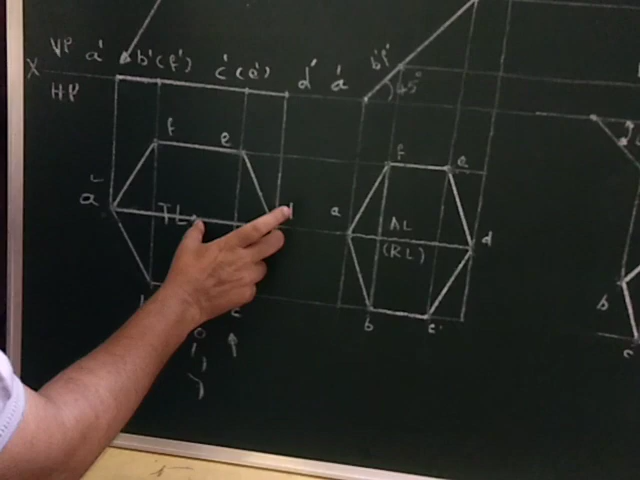 VP a' b'(f') c'(e') d' a' b'f'
X HP 45°
f e f e
a TL d a AL d
(RL)
b c b c b
c